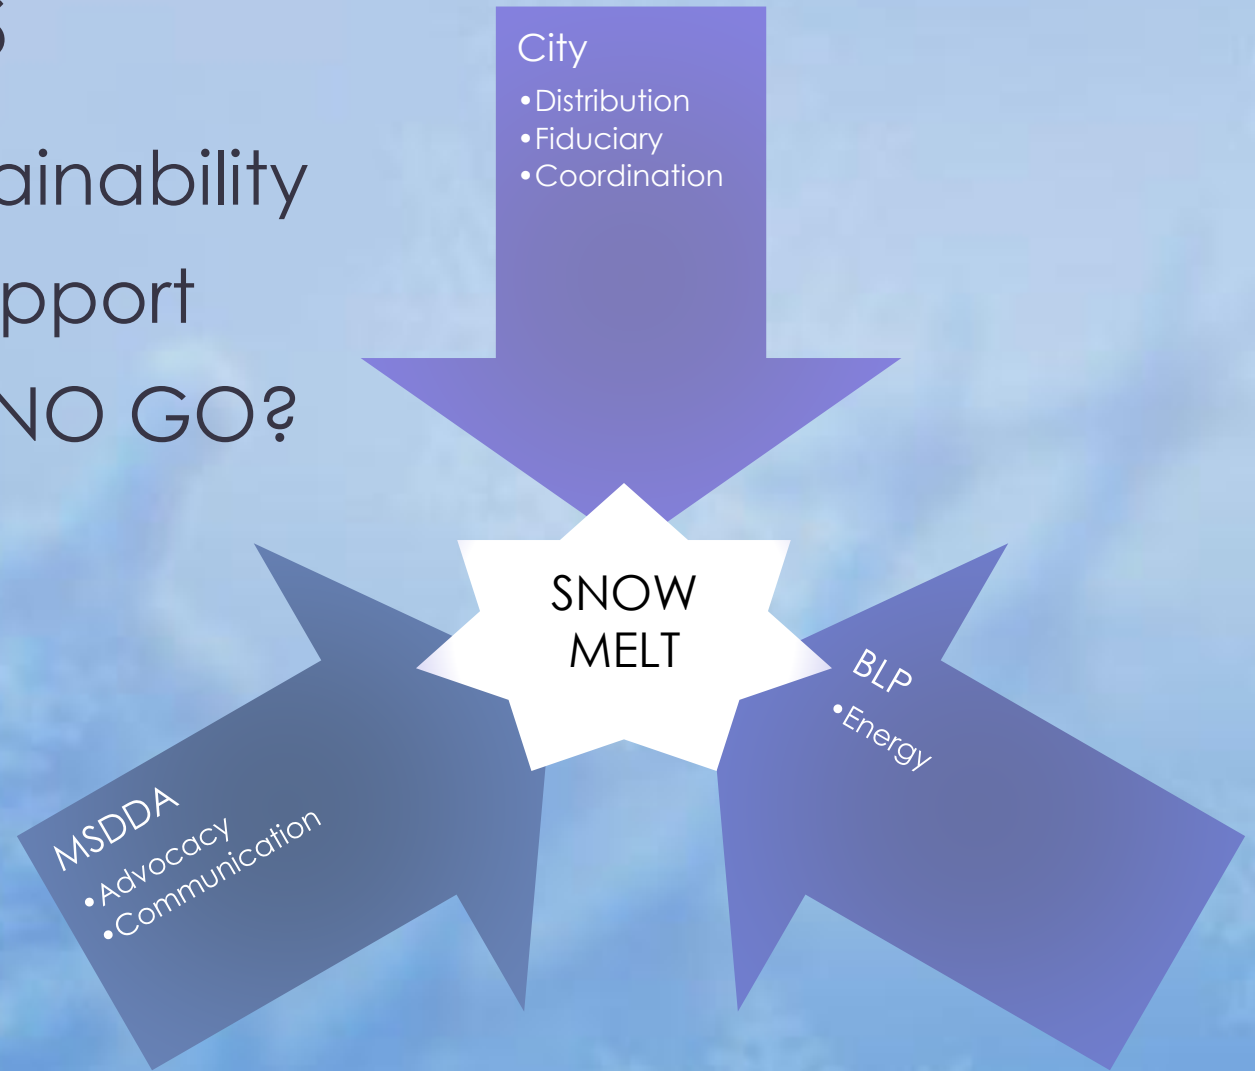 S
ainability
pport
NO GO?
City
•Distribution
•Fiduciary
•Coordination
SNOW
MELT
BLP
•Energy
MSDDA
•Advocacy
•Communication